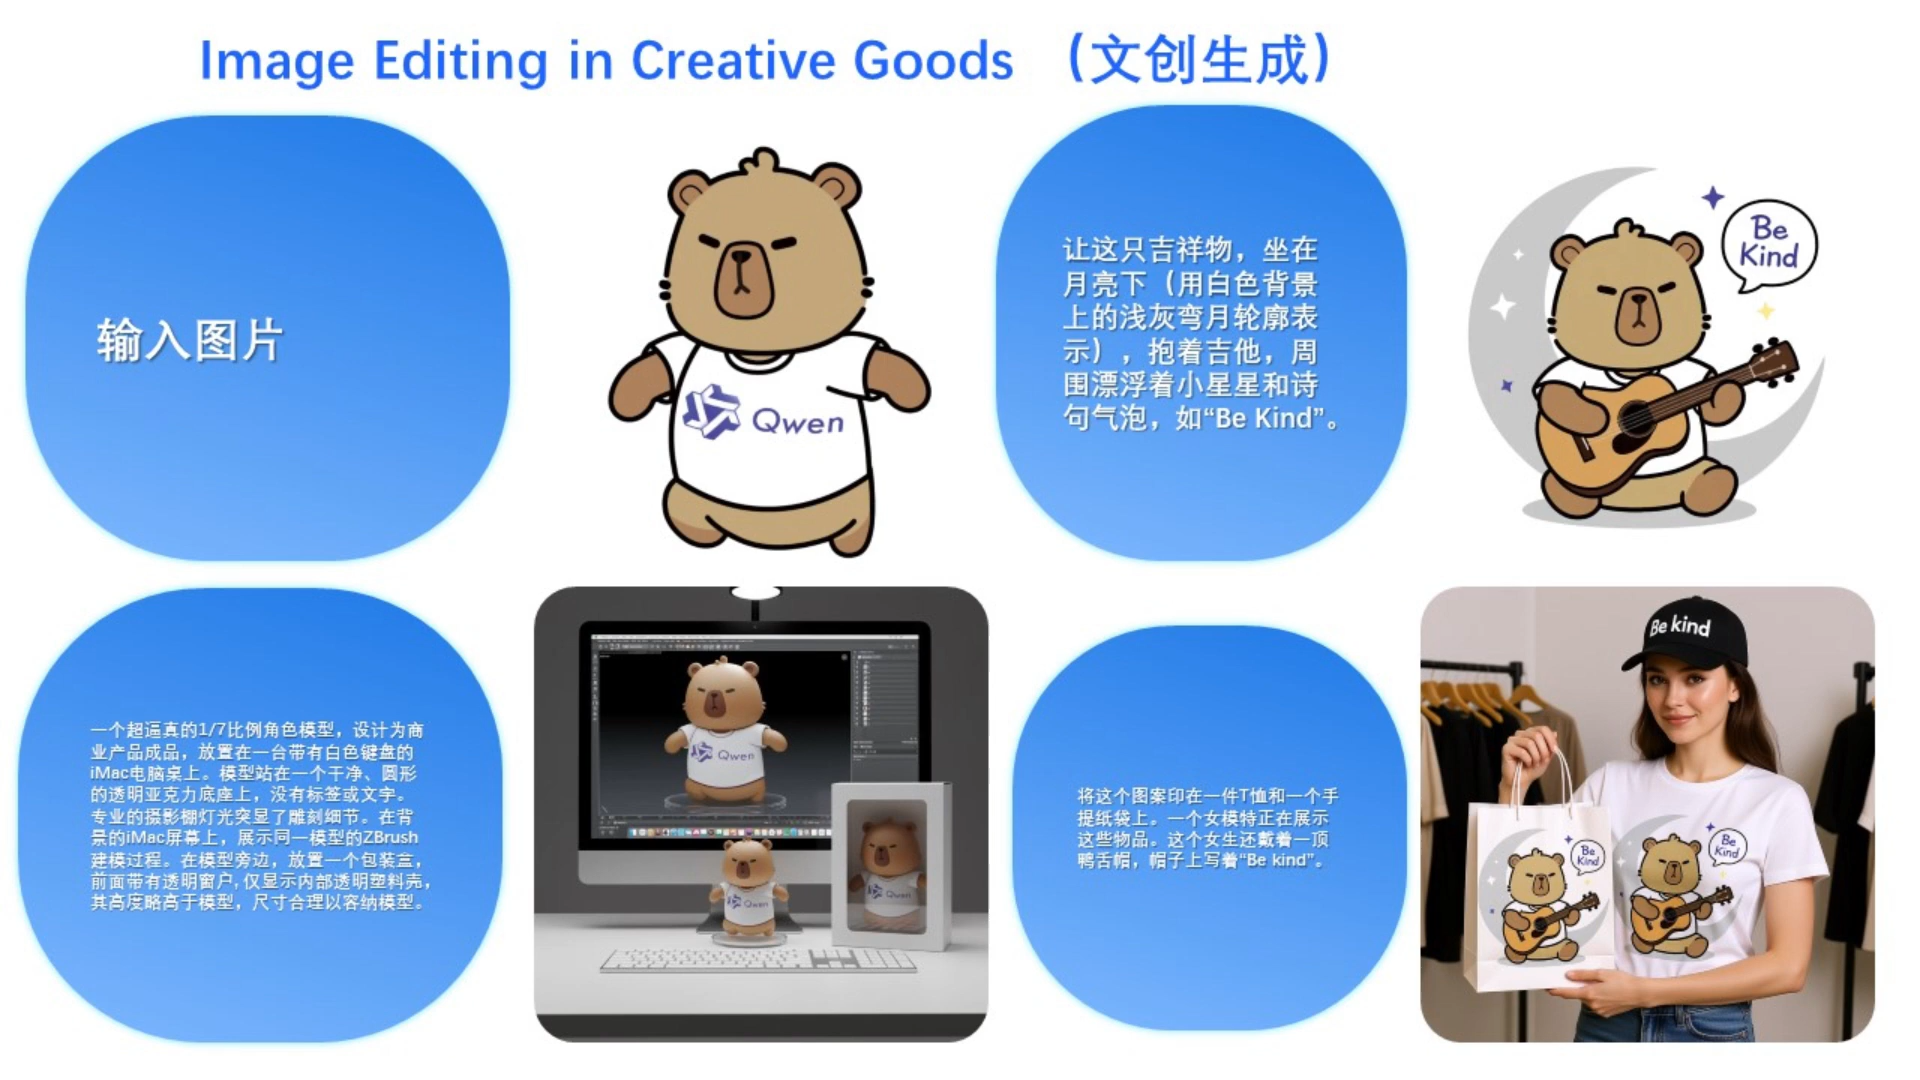 Image Editing in Creative Goods （文创生成）
输入图片
Qwen
让这只吉祥物，坐在
月亮下（用白色背景
上的浅灰弯月轮廓表
示），抱着吉他，周
围漂浮着小星星和诗
句气泡，如“Be Kind”。
Be
Kind
一个超逼真的1/7比例角色模型，设计为商
业产品成品，放置在一台带有白色键盘的
iMac电脑桌上。模型站在一个干净、圆形
的透明亚克力底座上，没有标签或文字。
专业的摄影棚灯光突显了雕刻细节。在背
景的iMac屏幕上，展示同一模型的ZBrush
建模过程。在模型旁边，放置一个包装盒，
前面带有透明窗户,仅显示内部透明塑料壳，
其高度略高于模型，尺寸合理以容纳模型。
Qwen
Qwen
Qwen
将这个图案印在一件T恤和一个手
提纸袋上。一个女模特正在展示
这些物品。这个女生还戴着一顶
鸭舌帽，帽子上写着“Be kind”。
Be kind
Be
Kind
Be
Kind